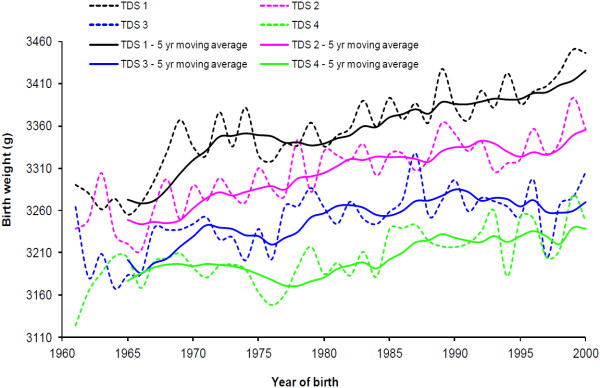 TDS 1 TDS 2
TDS 3 TDS 4
TDS 1 - 5 yr moving average TDS 2 - 5 yr moving average
TDS 3 - 5 yr moving average TDS 4 - 5 yr moving average
Birth weight (g)
3460
3410
3360
3310
3260
3210
3160
3110
1960 1965 1970 1975 1980 1985 1990 1995 2000
Year of birth